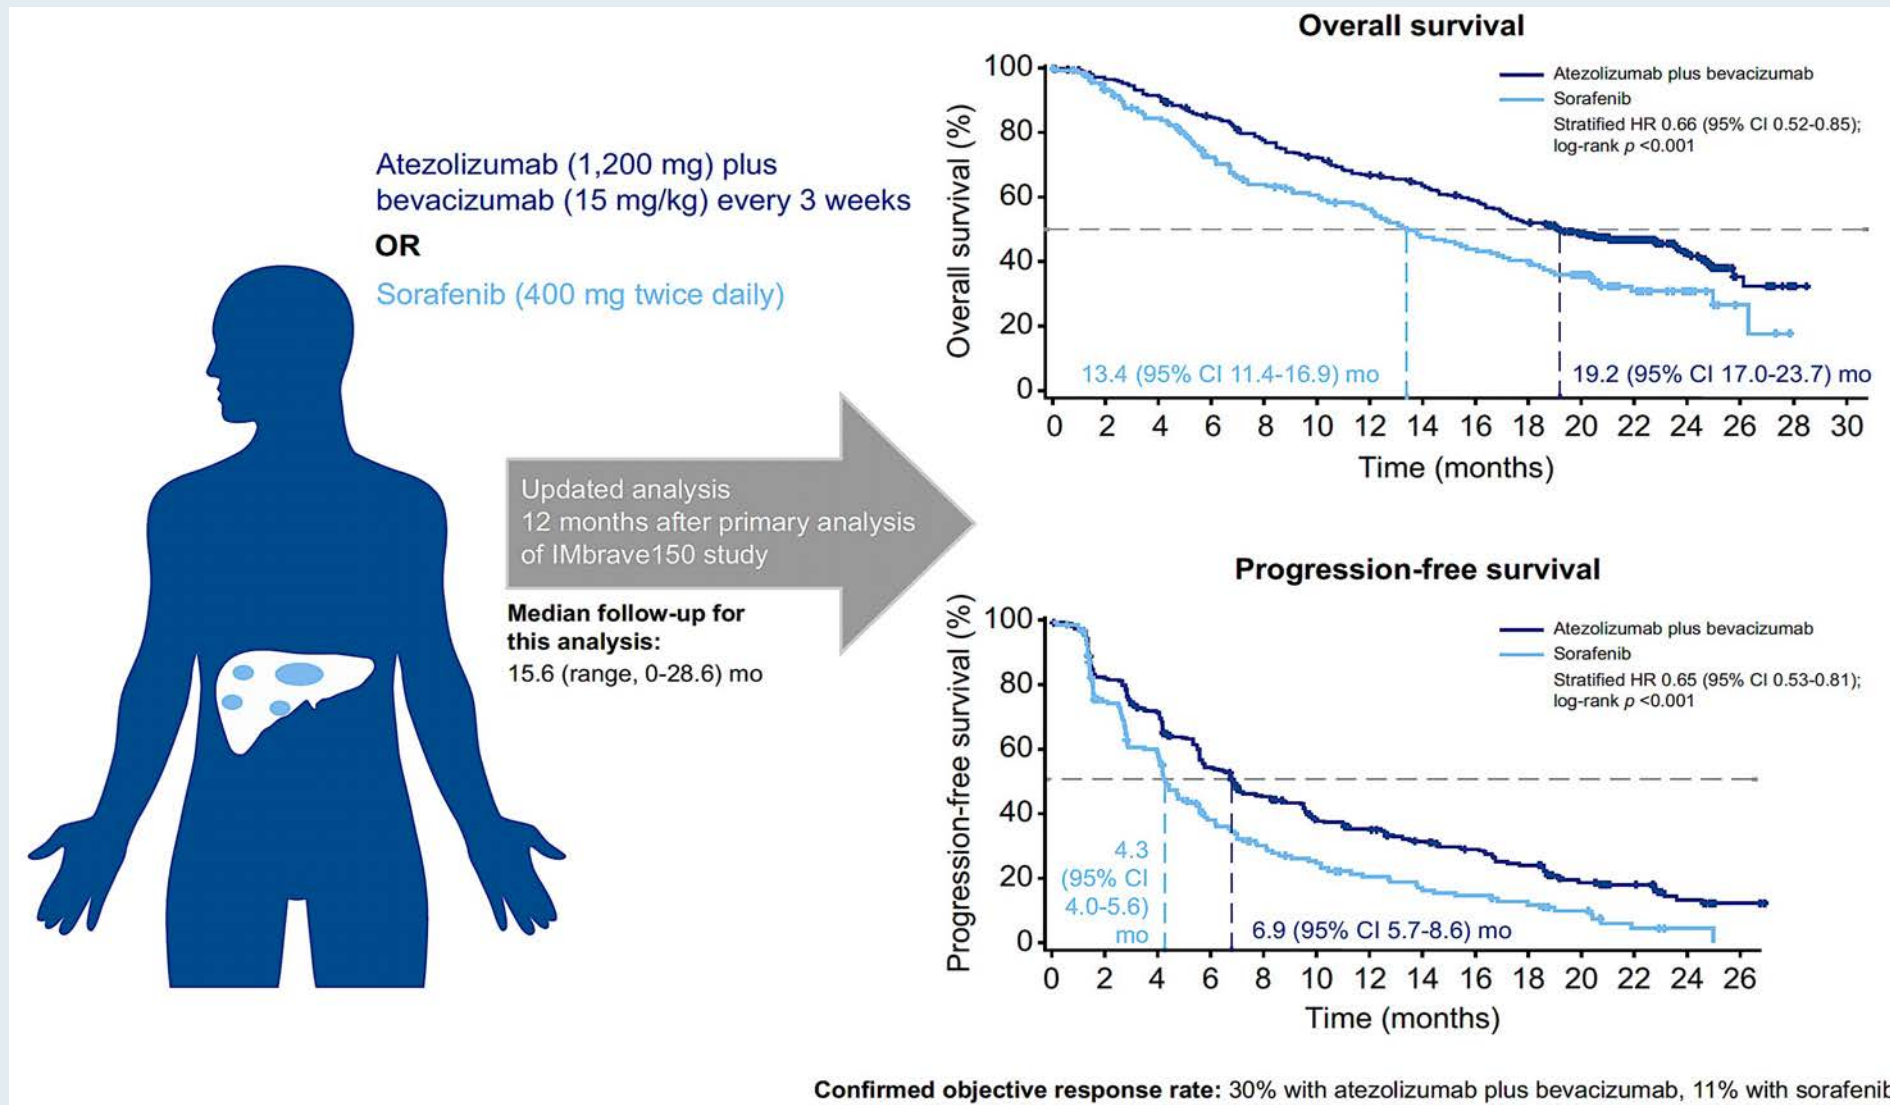 Atezolizumab (1,200 mg) plus
bevacizumab (15 mg/kg) every 3 weeks
OR
Sorafenib (400 mg twice daily)
Updated analysis
12 months after primary analysis
of IMbrave150 study
Median follow-up for
this analysis:
15.6 (range, 0-28.6) mo
Overall survival
Overall survival (%)
100
80
60
40
20
0
Atezolizumab plus bevacizumab
Sorafenib
Stratified HR 0.66 (95% CI 0.52-0.85);
log-rank p <0.001
13.4 (95% CI 11.4-16.9) mo
19.2 (95% CI 17.0-23.7) mo
0 2 4 6 8 10 12 14 16 18 20 22 24 26 28 30
Time (months)
Progression-free survival
Progression-free survival (%)
100
80
60
40
20
0
Atezolizumab plus bevacizumab
Sorafenib
Stratified HR 0.65 (95% CI 0.53-0.81);
log-rank p <0.001
4.3
(95% CI
4.0-5.6)
mo
6.9 (95% CI 5.7-8.6) mo
0 2 4 6 8 10 12 14 16 18 20 22 24 26
Time (months)
Confirmed objective response rate: 30% with atezolizumab plus bevacizumab, 11% with sorafenib